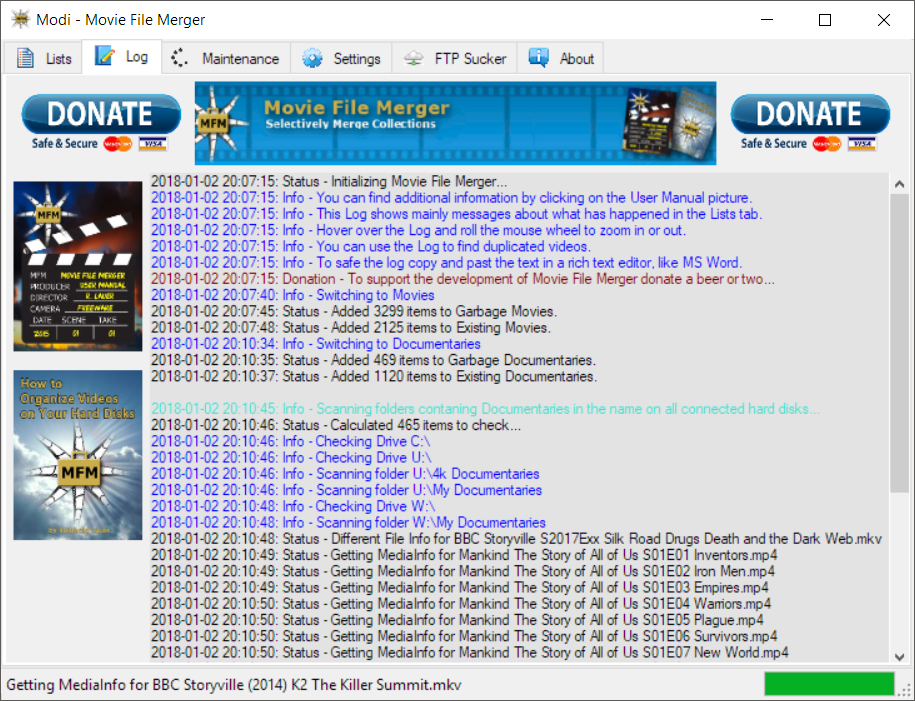 Modi - Movie File Merger
Lists
Log
Maintenance
Settings
FTP Sucker
About
DONATE
Safe & Secure
MasterCard
VISA
MFM
Movie File Merger
Selectively Merge Collections
DONATE
Safe & Secure
MasterCard
VISA
MFM
MFM MOVIE FILE MERGER
PRODUCER USER MANUAL
DIRECTOR R. LAUER
CAMERA FREEWARE
DATE SCENE TAKE
2015 01 01
How to
Organize Videos
on Your Hard Disks
MFM
2018-01-02 20:07:15: Status - Initializing Movie File Merger...
2018-01-02 20:07:15: Info - You can find additional infomation by clicking on the User Manual picture.
2018-01-02 20:07:15: Info - This Log shows mainly messages about what has happened in the Lists tab.
2018-01-02 20:07:15: Info - Hover over the Log and roll the mouse wheel to zoom in or out.
2018-01-02 20:07:15: Info - You can use the Log to find duplicated videos.
2018-01-02 20:07:15: Info - To safe the log copy and past the text in a rich text editor, like MS Word.
2018-01-02 20:07:15: Donation - To support the development of Movie File Merger donate a beer or two...
2018-01-02 20:07:40: Info - Switching to Movies
2018-01-02 20:07:45: Status - Added 3299 items to Garbage Movies.
2018-01-02 20:07:48: Status - Added 2125 items to Existing Movies.
2018-01-02 20:10:34: Info - Switching to Documentaries
2018-01-02 20:10:35: Status - Added 469 items to Garbage Documentaries.
2018-01-02 20:10:37: Status - Added 1120 items to Existing Documentaries.
2018-01-02 20:10:45: Info - Scanning folders contaning Documentaries in the name on all connected hard disks...
2018-01-02 20:10:46: Status - Calculated 465 items to check...
2018-01-02 20:10:46: Info - Checking Drive C:\
2018-01-02 20:10:46: Info - Checking Drive U:\
2018-01-02 20:10:46: Info - Scanning folder U:\4k Documentaries
2018-01-02 20:10:46: Info - Scanning folder U:\My Documentaries
2018-01-02 20:10:48: Info - Checking Drive W:\
2018-01-02 20:10:48: Info - Scanning folder W:\My Documentaries
2018-01-02 20:10:48: Status - Different File Info for BBC Storyville S2017Exx Silk Road Drugs Death and the Dark Web.mkv
2018-01-02 20:10:49: Status - Getting MediaInfo for Mankind The Story of All of Us S01E01 Inventors.mp4
2018-01-02 20:10:49: Status - Getting MediaInfo for Mankind The Story of All of Us S01E02 Iron Men.mp4
2018-01-02 20:10:49: Status - Getting MediaInfo for Mankind The Story of All of Us S01E03 Empires.mp4
2018-01-02 20:10:50: Status - Getting MediaInfo for Mankind The Story of All of Us S01E04 Warriors.mp4
2018-01-02 20:10:50: Status - Getting MediaInfo for Mankind The Story of All of Us S01E05 Plague.mp4
2018-01-02 20:10:50: Status - Getting MediaInfo for Mankind The Story of All of Us S01E06 Survivors.mp4
2018-01-02 20:10:50: Status - Getting MediaInfo for Mankind The Story of All of Us S01E07 New World.mp4
Getting MediaInfo for BBC Storyville (2014) K2 The Killer Summit.mkv